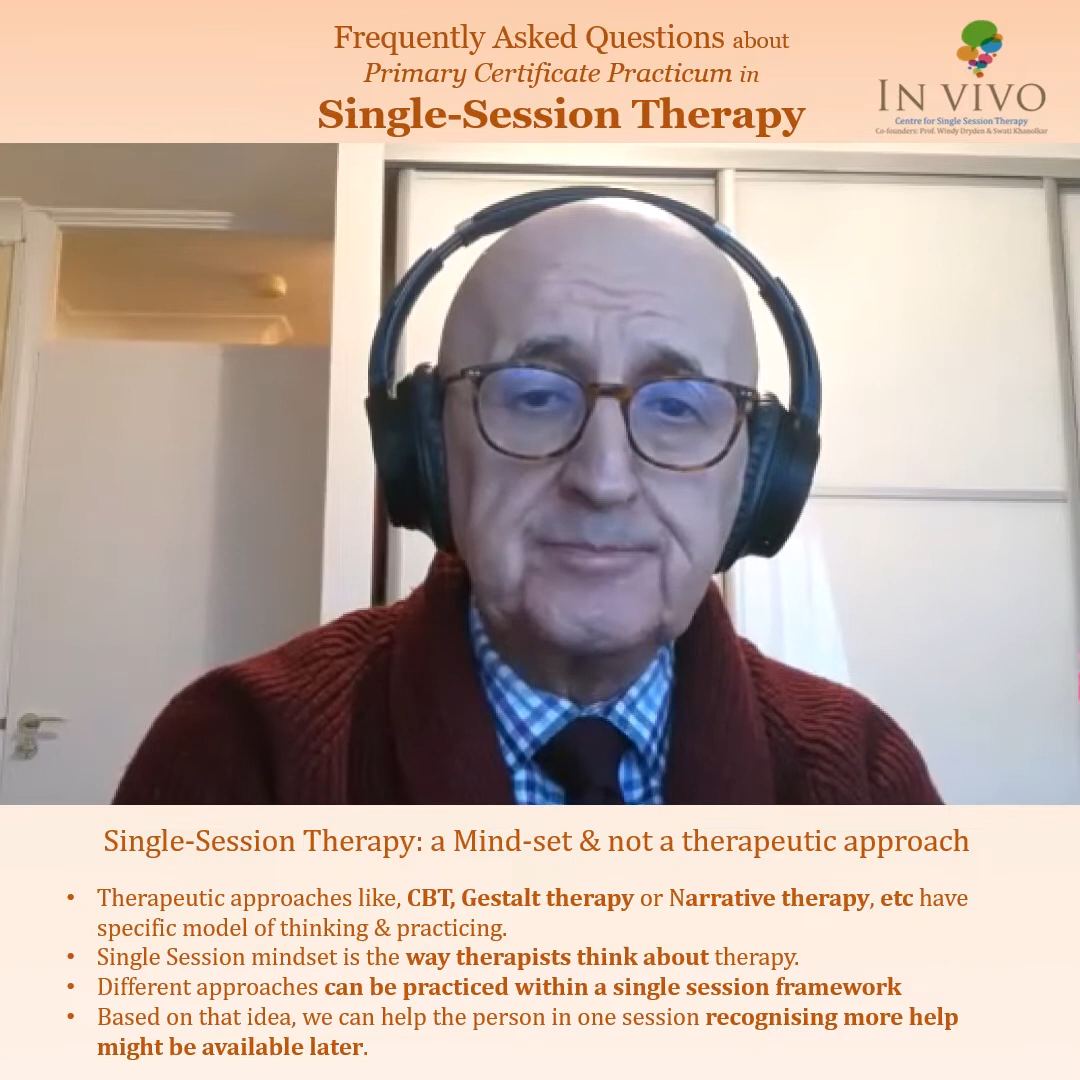 Frequently Asked Questions about
Primary Certificate Practicum in
Single-Session Therapy
IN VIVO
Centre for Single Session Therapy
Co-founders: Prof. Windy Dryden & Swati Khanolkar
Single-Session Therapy: a Mind-set & not a therapeutic approach
• Therapeutic approaches like, CBT, Gestalt therapy or Narrative therapy, etc have
specific model of thinking & practicing.
• Single Session mindset is the way therapists think about therapy.
• Different approaches can be practiced within a single session framework
• Based on that idea, we can help the person in one session recognising more help
might be available later.